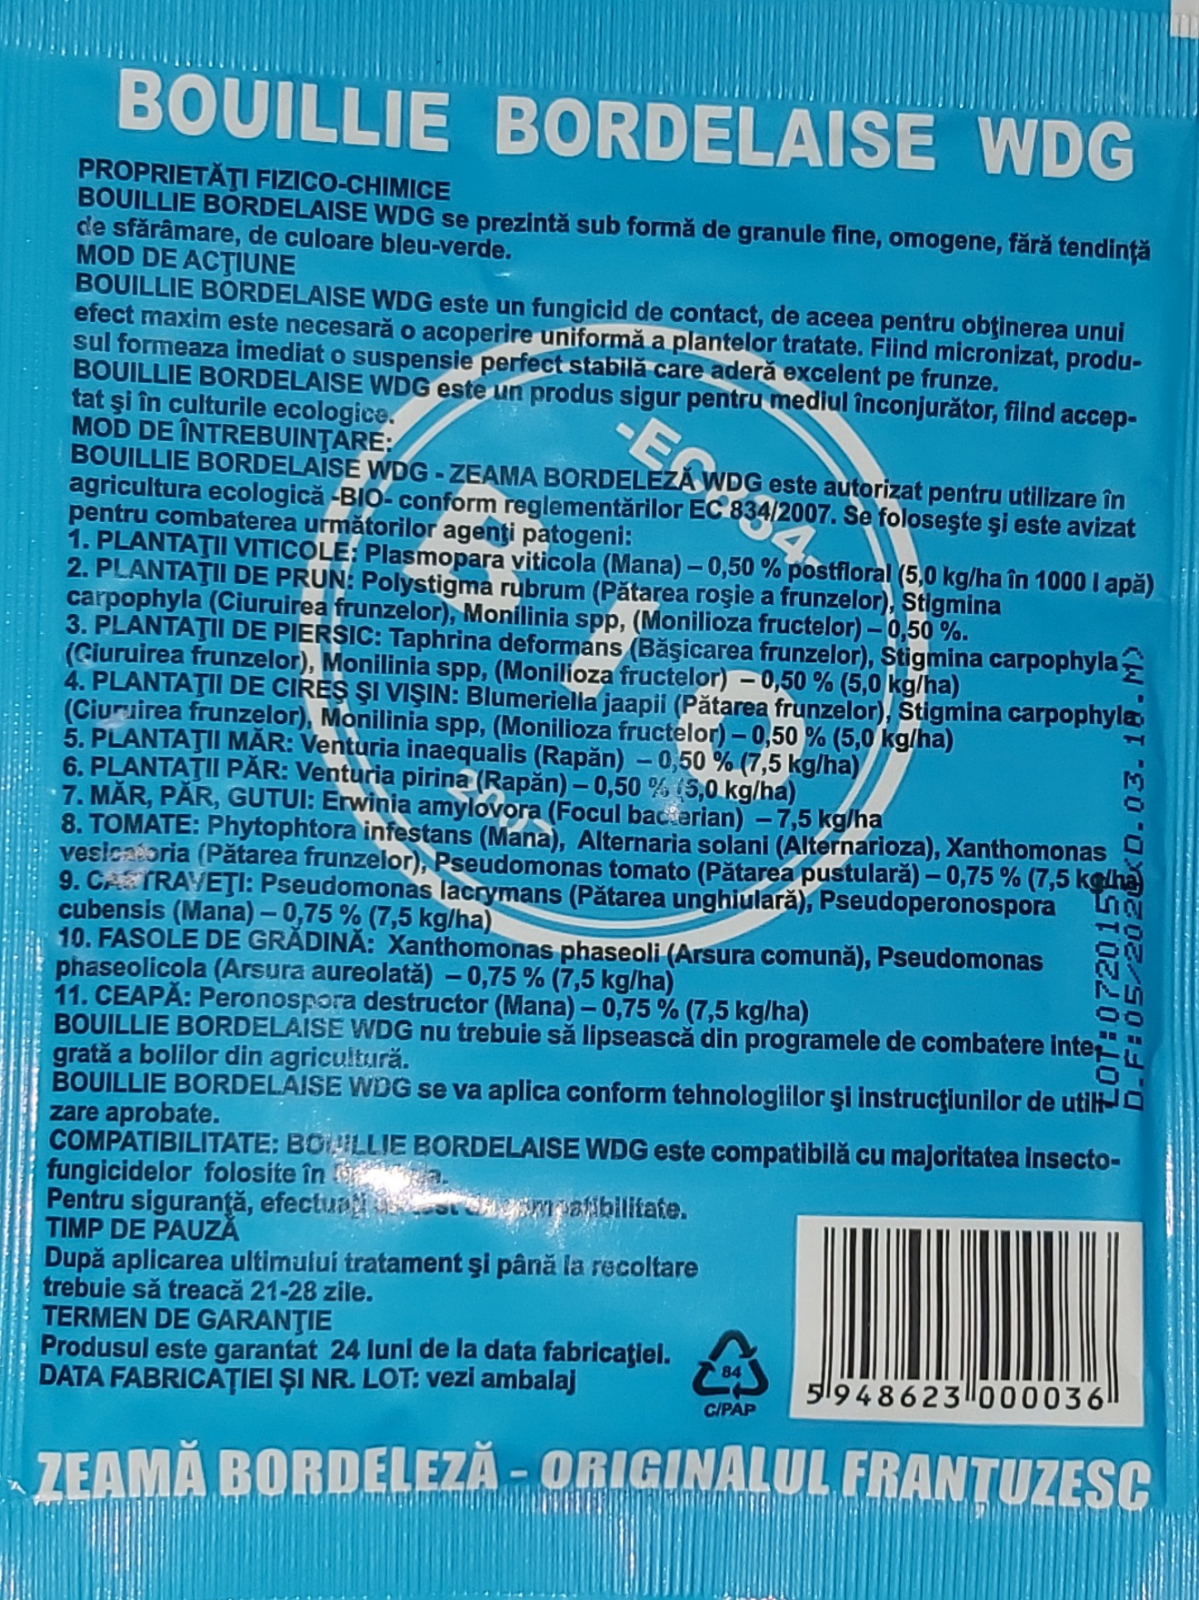 BOUILLIE BORDELAISE WDG
PROPRIETĂŢI FIZICO-CHIMICE
BOUILLIE BORDELAISE WDG se prezintă sub formă de granule fine, omogene, fără tendinţă
de sfărâmare, de culoare bleu-verde.
MOD DE ACŢIUNE
BOUILLIE BORDELAISE WDG este un fungicid de contact, de aceea pentru obţinerea unui
efect maxim este necesară o acoperire uniformă a plantelor tratate. Fiind micronizat, produ-
sul formeaza imediat o suspensie perfect stabilă care aderă excelent pe frunze.
BOUILLIE BORDELAISE WDG este un produs sigur pentru mediul înconjurător, fiind accep-
tat şi în culturile ecologice.
MOD DE ÎNTREBUINŢARE:
BOUILLIE BORDELAISE WDG - ZEAMA BORDELEZĂ WDG este autorizat pentru utilizare în
agricultura ecologică -BIO- conform reglementărilor EC 834/2007. Se foloseşte şi este avizat
pentru combaterea următorilor agenţi patogeni:
1. PLANTAŢII VITICOLE: Plasmopara viticola (Mana) – 0,50 % postfloral (5,0 kg/ha în 1000 l apă)
2. PLANTAŢII DE PRUN: Polystigma rubrum (Pătarea roşie a frunzelor), Stigmina
carpophyla (Ciuruirea frunzelor), Monilinia spp, (Monilioza fructelor) – 0,50 %.
3. PLANTAŢII DE PIERSIC: Taphrina deformans (Băşicarea frunzelor), Stigmina carpophyla
(Ciuruirea frunzelor), Monilinia spp, (Monilioza fructelor) – 0,50 % (5,0 kg/ha)
4. PLANTAŢII DE CIREŞ ŞI VIŞIN: Blumeriella jaapii (Pătarea frunzelor), Stigmina carpophyla
(Ciuruirea frunzelor), Monilinia spp, (Monilioza fructelor) – 0,50 % (5,0 kg/ha)
5. PLANTAŢII MĂR: Venturia inaequalis (Rapăn) – 0,50 % (7,5 kg/ha)
6. PLANTAŢII PĂR: Venturia pirina (Rapăn) – 0,50 % (5,0 kg/ha)
7. MĂR, PĂR, GUTUI: Erwinia amylovora (Focul bacterian) – 7,5 kg/ha
8. TOMATE: Phytophtora infestans (Mana), Alternaria solani (Alternarioza), Xanthomonas
vesicatoria (Pătarea frunzelor), Pseudomonas tomato (Pătarea pustulară) – 0,75 % (7,5 kg/ha)
9. CASTRAVEŢI: Pseudomonas lacrymans (Pătarea unghiulară), Pseudoperonospora
cubensis (Mana) – 0,75 % (7,5 kg/ha)
10. FASOLE DE GRĂDINĂ: Xanthomonas phaseoli (Arsura comună), Pseudomonas
phaseolicola (Arsura aureolată) – 0,75 % (7,5 kg/ha)
11. CEAPĂ: Peronospora destructor (Mana) – 0,75 % (7,5 kg/ha)
BOUILLIE BORDELAISE WDG nu trebuie să lipsească din programele de combatere inte-
grată a bolilor din agricultură.
BOUILLIE BORDELAISE WDG se va aplica conform tehnologiilor şi instrucţiunilor de utili-
zare aprobate.
COMPATIBILITATE: BOUILLIE BORDELAISE WDG este compatibilă cu majoritatea insecto-
fungicidelor folosite în
Pentru siguranţă, efectuaţi compatibilitate.
TIMP DE PAUZĂ
După aplicarea ultimului tratament şi până la recoltare
trebuie să treacă 21-28 zile.
TERMEN DE GARANŢIE
Produsul este garantat 24 luni de la data fabricaţiei.
DATA FABRICAŢIEI ŞI NR. LOT: vezi ambalaj
84
C/PAP
5 948623 000036
ZEAMĂ BORDELEZĂ - ORIGINALUL FRANŢUZESC
-EC834-
BIO
LOT:072015